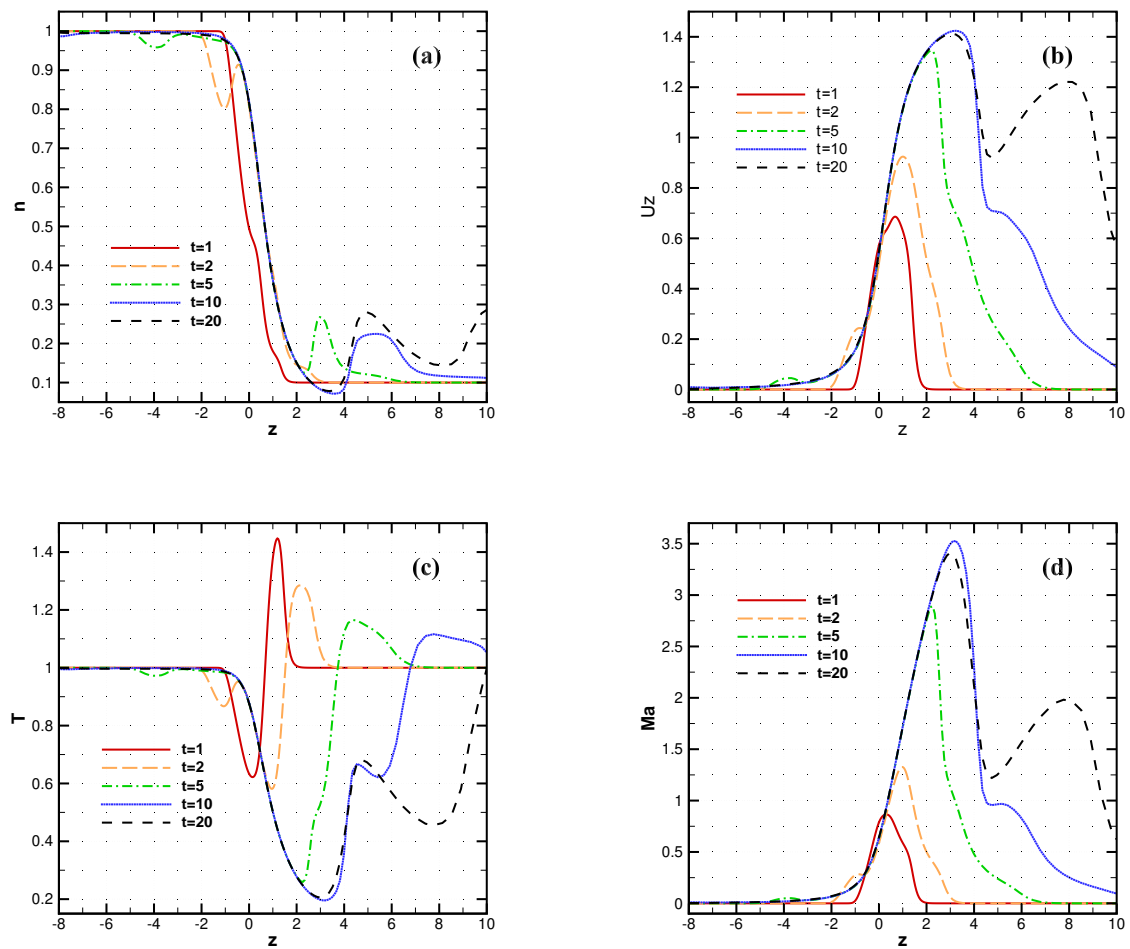 (a)
n
1
0.9
0.8
0.7
0.6
0.5
0.4
0.3
0.2
0.1
t=1
t=2
t=5
t=10
t=20
-8 -6 -4 -2 0 2 4 6 8 10
z
(b)
Uz
1.4
1.2
1
0.8
0.6
0.4
0.2
0
t=1
t=2
t=5
t=10
t=20
-8 -6 -4 -2 0 2 4 6 8 10
z
(c)
T
1.4
1.2
1
0.8
0.6
0.4
0.2
t=1
t=2
t=5
t=10
t=20
-8 -6 -4 -2 0 2 4 6 8 10
z
(d)
Ma
3.5
3
2.5
2
1.5
1
0.5
0
t=1
t=2
t=5
t=10
t=20
-8 -6 -4 -2 0 2 4 6 8 10
z